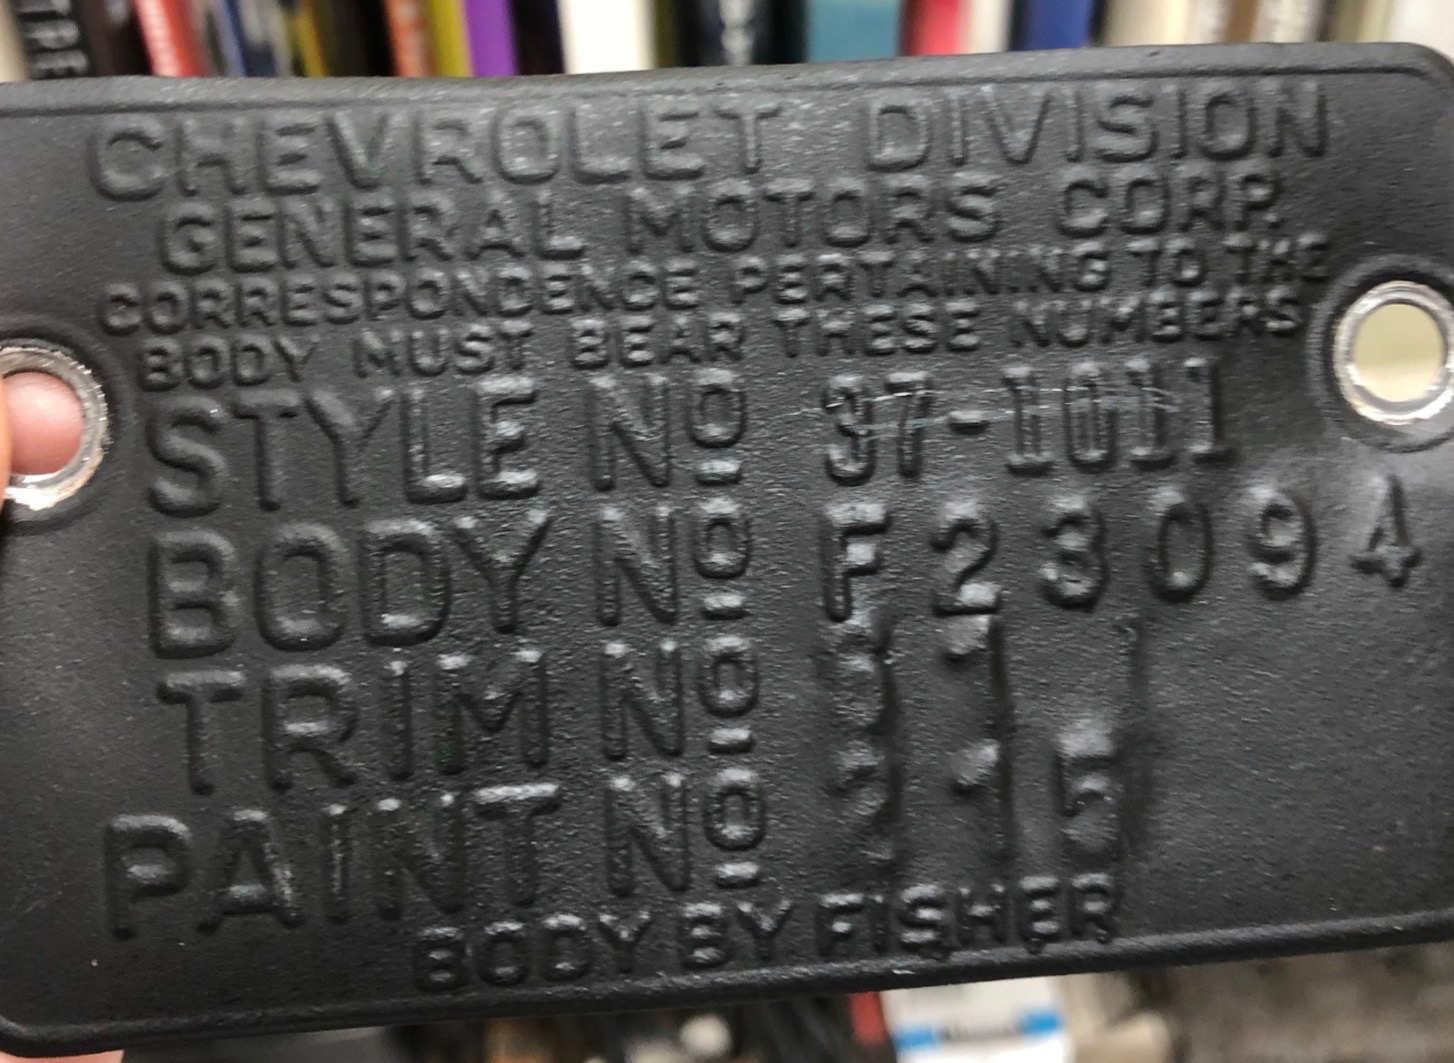 CHEVROLET DIVISION
GENERAL MOTORS CORP.
CORRESPONDENCE PERTAINING TO THE
BODY MUST BEAR THESE NUMBERS
STYLE Nº 37-1011
BODY Nº F23094
TRIM Nº
PAINT Nº
BODY BY FISHER